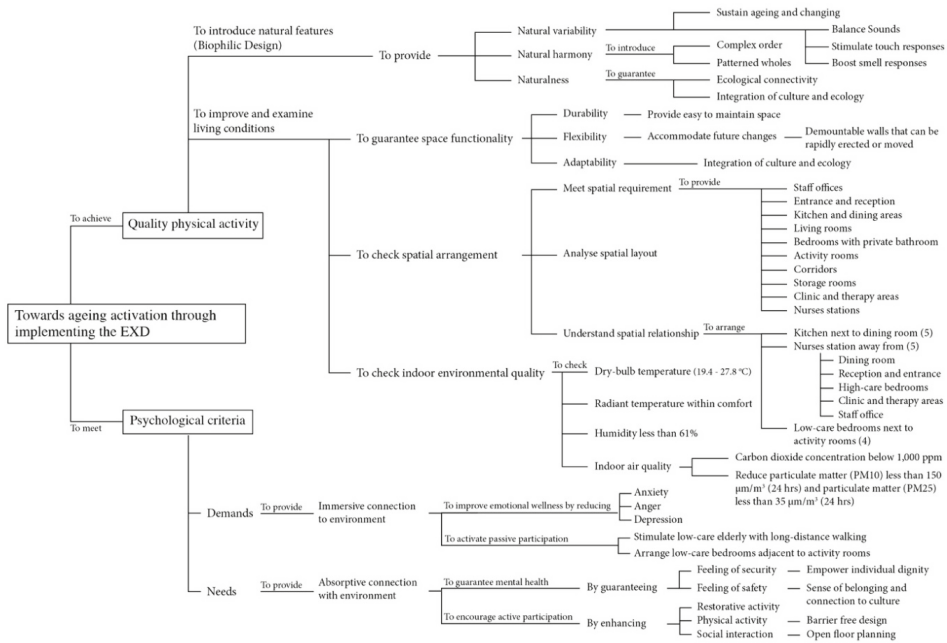 To introduce natural features
(Biophilic Design)
To provide
Natural variability
Sustain ageing and changing
Balance Sounds
Stimulate touch responses
Boost smell responses
Natural harmony
To introduce
Complex order
Patterned wholes
Naturalness
To guarantee
Ecological connectivity
Integration of culture and ecology
To improve and examine
living conditions
To guarantee space functionality
Durability
Provide easy to maintain space
Flexibility
Accommodate future changes
Demountable walls that can be
rapidly erected or moved
Adaptability
Integration of culture and ecology
To achieve
Quality physical activity
To check spatial arrangement
Meet spatial requirement
To provide
Staff offices
Entrance and reception
Kitchen and dining areas
Living rooms
Bedrooms with private bathroom
Activity rooms
Corridors
Storage rooms
Clinic and therapy areas
Nurses stations
Analyse spatial layout
Understand spatial relationship
To arrange
Kitchen next to dining room (5)
Nurses station away from (5)
Dining room
Reception and entrance
High-care bedrooms
Clinic and therapy areas
Staff office
Low-care bedrooms next to
activity rooms (4)
Towards ageing activation through
implementing the EXD
To check indoor environmental quality
To check
Dry-bulb temperature (19.4 - 27.8 °C)
Radiant temperature within comfort
Humidity less than 61%
Indoor air quality
Carbon dioxide concentration below 1,000 ppm
Reduce particulate matter (PM10) less than 150
μm/m³ (24 hrs) and particulate matter (PM25)
less than 35 μm/m³ (24 hrs)
To meet
Psychological criteria
Demands
To provide
Immersive connection
to environment
To improve emotional wellness by reducing
Anxiety
Anger
Depression
To activate passive participation
Stimulate low-care elderly with long-distance walking
Arrange low-care bedrooms adjacent to activity rooms
Needs
To provide
Absorptive connection
with environment
To guarantee mental health
By guaranteeing
Feeling of security
Empower individual dignity
Feeling of safety
Sense of belonging and
connection to culture
To encourage active participation
By enhancing
Restorative activity
Physical activity
Barrier free design
Social interaction
Open floor planning